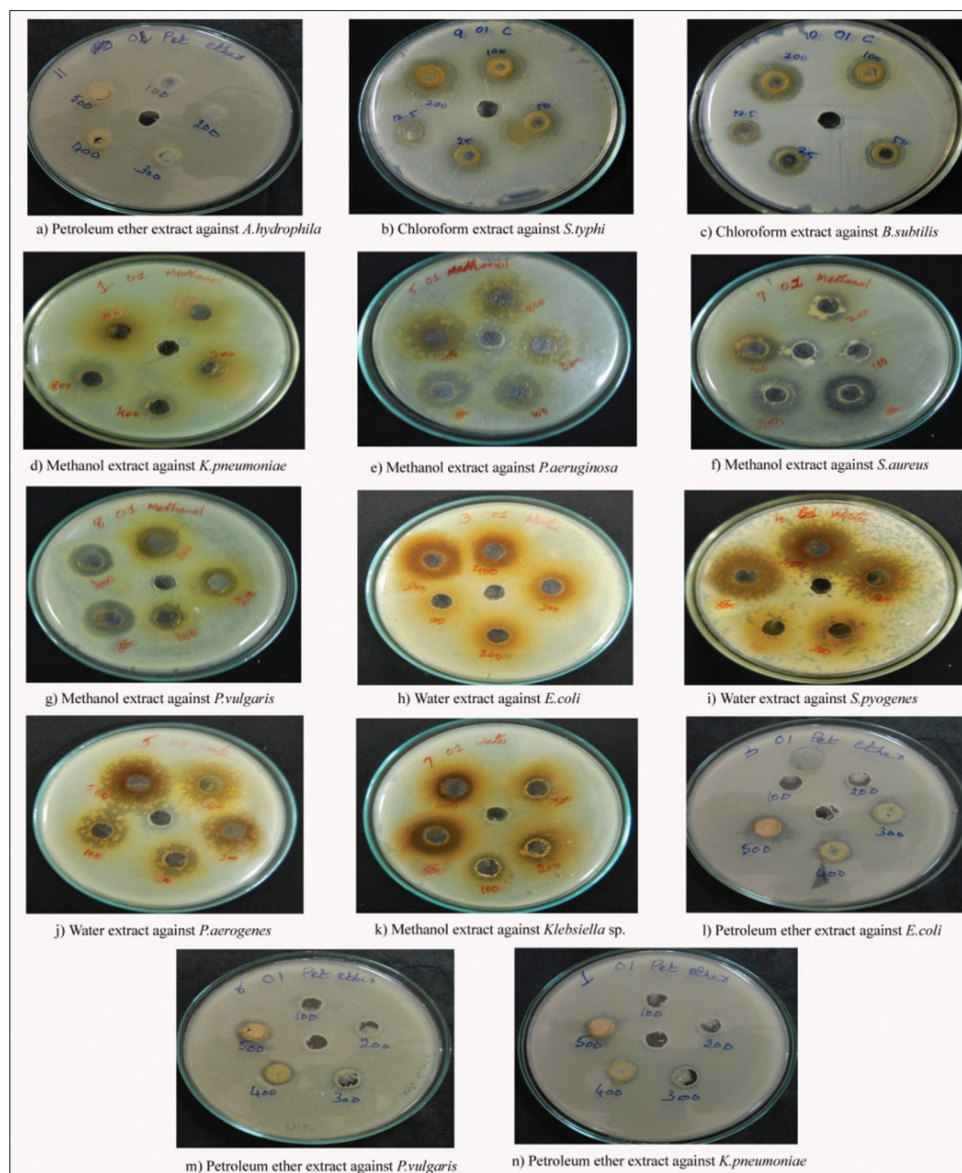 01 Pet ether
100
500
200
400
300
a) Petroleum ether extract against A.hydrophila
9 01 C
100
200
12.5
50
25
b) Chloroform extract against S.typhi
10 01 C
200
100
12.5
25
50
c) Chloroform extract against B.subtilis
1 01 Methanol
400
d) Methanol extract against K.pneumoniae
5 01 Methanol
e) Methanol extract against P.aeruginosa
7 01 Methanol
200
100
f) Methanol extract against S.aureus
8 01 Methanol
400
g) Methanol extract against P.vulgaris
3 01 Water
400
100
200
h) Water extract against E.coli
4 01 Water
400
i) Water extract against S.pyogenes
5 01 Water
100
j) Water extract against P.aerogenes
01 Water
200
100
k) Methanol extract against Klebsiella sp.
3 01 Pet ether
100
200
300
500
400
l) Petroleum ether extract against E.coli
01 Pet ether
100
500
200
400
300
m) Petroleum ether extract against P.vulgaris
1 01 Pet ether
100
500
200
400
300
n) Petroleum ether extract against K.pneumoniae